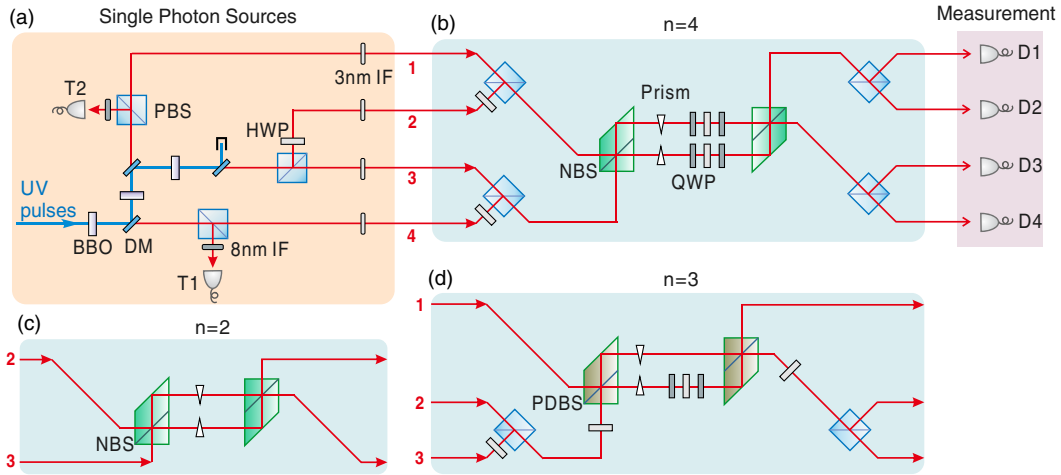 (a)
Single Photon Sources
T2
PBS
HWP
3nm IF
UV
pulses
BBO
DM
8nm IF
T1
1
2
3
4
(b)
n=4
NBS
Prism
QWP
Measurement
D1
D2
D3
D4
(c)
n=2
2
3
NBS
(d)
n=3
1
2
3
PDBS